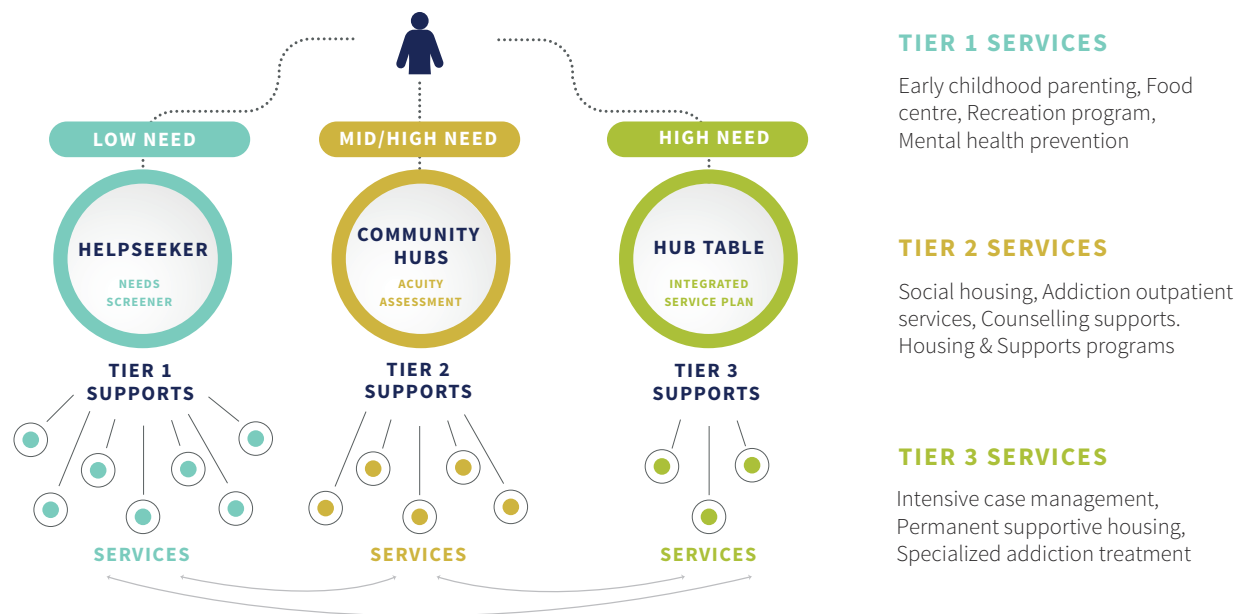 LOW NEED
HELPSEEKER
NEEDS
SCREENER
TIER 1
SUPPORTS
SERVICES
MID/HIGH NEED
COMMUNITY
HUBS
ACUITY
ASSESSMENT
TIER 2
SUPPORTS
SERVICES
HIGH NEED
HUB TABLE
INTEGRATED
SERVICE PLAN
TIER 3
SUPPORTS
SERVICES
TIER 1 SERVICES
Early childhood parenting, Food
centre, Recreation program,
Mental health prevention
TIER 2 SERVICES
Social housing, Addiction outpatient
services, Counselling supports.
Housing & Supports programs
TIER 3 SERVICES
Intensive case management,
Permanent supportive housing,
Specialized addiction treatment